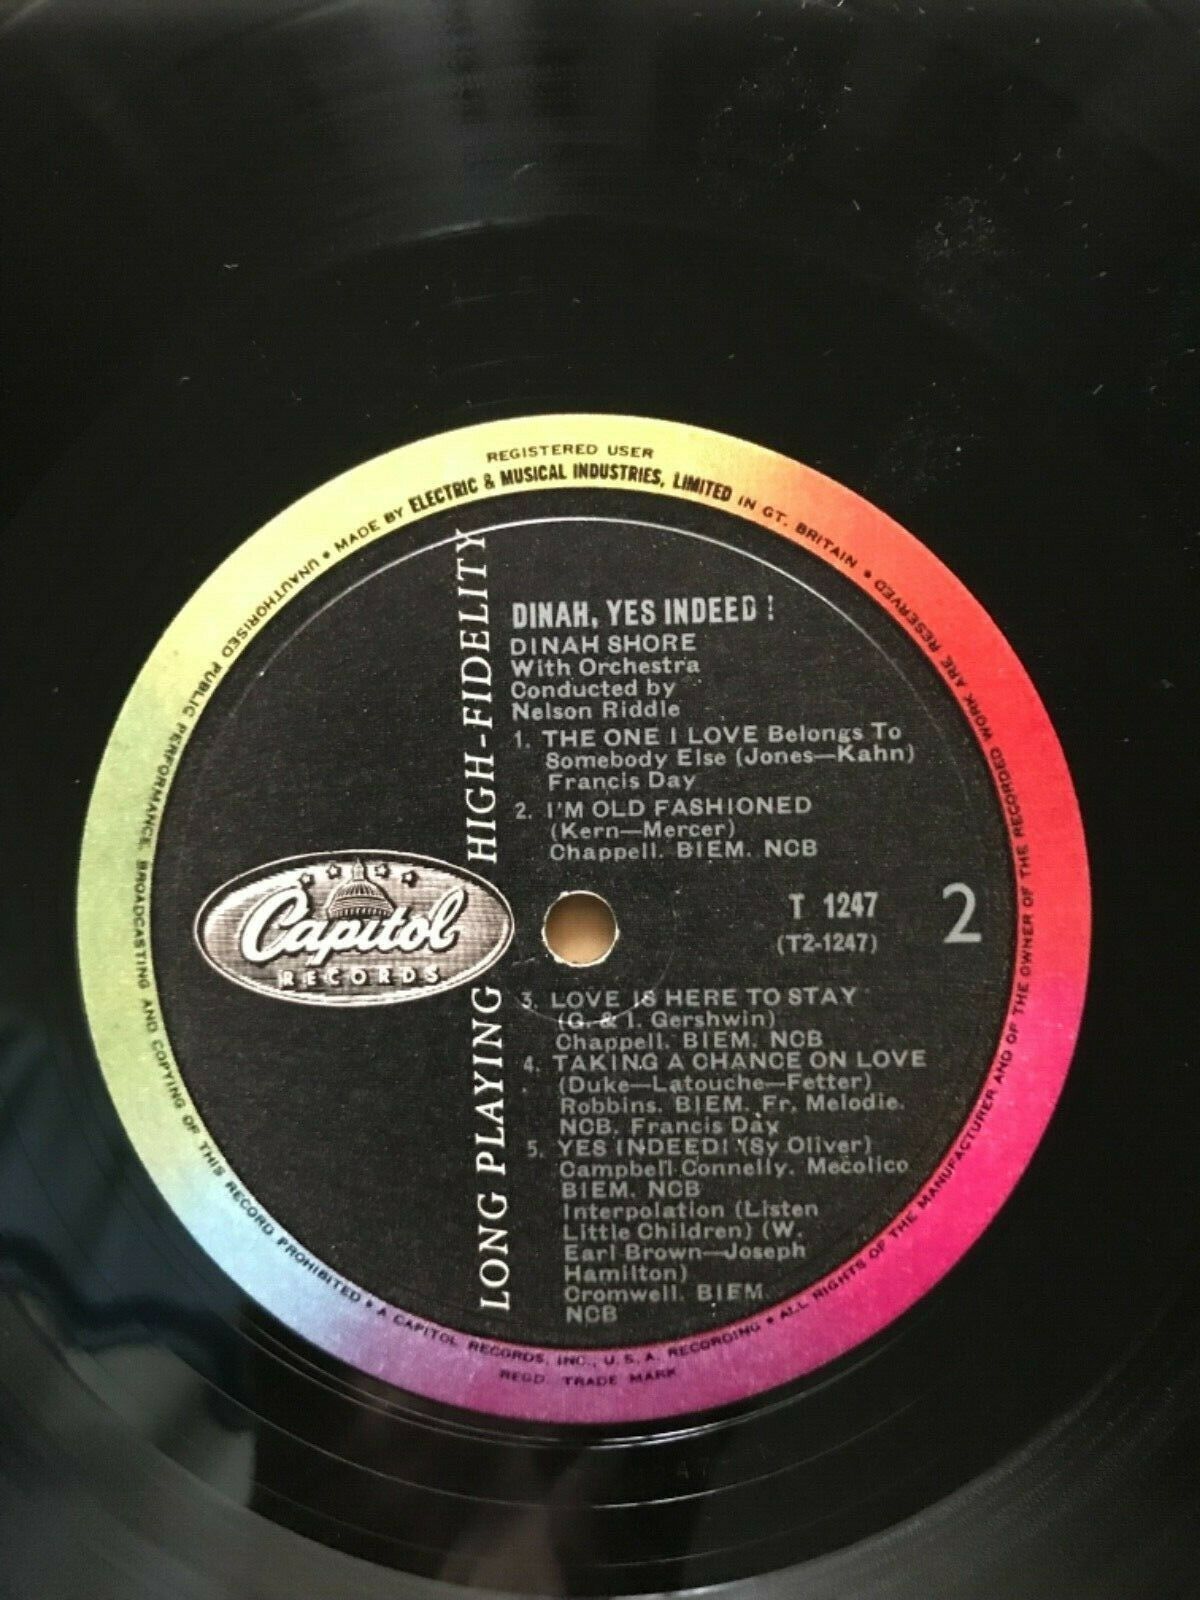 REGISTERED USER
UNAUTHORISED PUBLIC PERFORMANCE, BROADCASTING AND COPYING OF THIS RECORD PROHIBITED • MADE BY ELECTRIC & MUSICAL INDUSTRIES, LIMITED IN GT. BRITAIN • ALL RIGHTS OF THE MANUFACTURER AND OF THE OWNER OF THE RECORDED WORK ARE RESERVED
LONG PLAYING HIGH-FIDELITY
DINAH, YES INDEED!
DINAH SHORE
With Orchestra
Conducted by
Nelson Riddle
1. THE ONE I LOVE Belongs To
Somebody Else (Jones—Kahn)
Francis Day
2. I'M OLD FASHIONED
(Kern—Mercer)
Chappell. BIEM. NCB
Capitol
RECORDS
T 1247
(T2-1247)
2
3. LOVE IS HERE TO STAY
(G. & I. Gershwin)
Chappell. BIEM. NCB
4. TAKING A CHANCE ON LOVE
(Duke—Latouche—Fetter)
Robbins. BIEM. Fr. Melodie.
NCB. Francis Day
5. YES INDEED! (Sy Oliver)
Campbell Connelly. Mecolico
BIEM. NCB
Interpolation (Listen
Little Children) (W.
Earl Brown—Joseph
Hamilton)
Cromwell. BIEM.
NCB
• A CAPITOL RECORDS, INC., U.S.A. RECORDING •
REGD. TRADE MARK